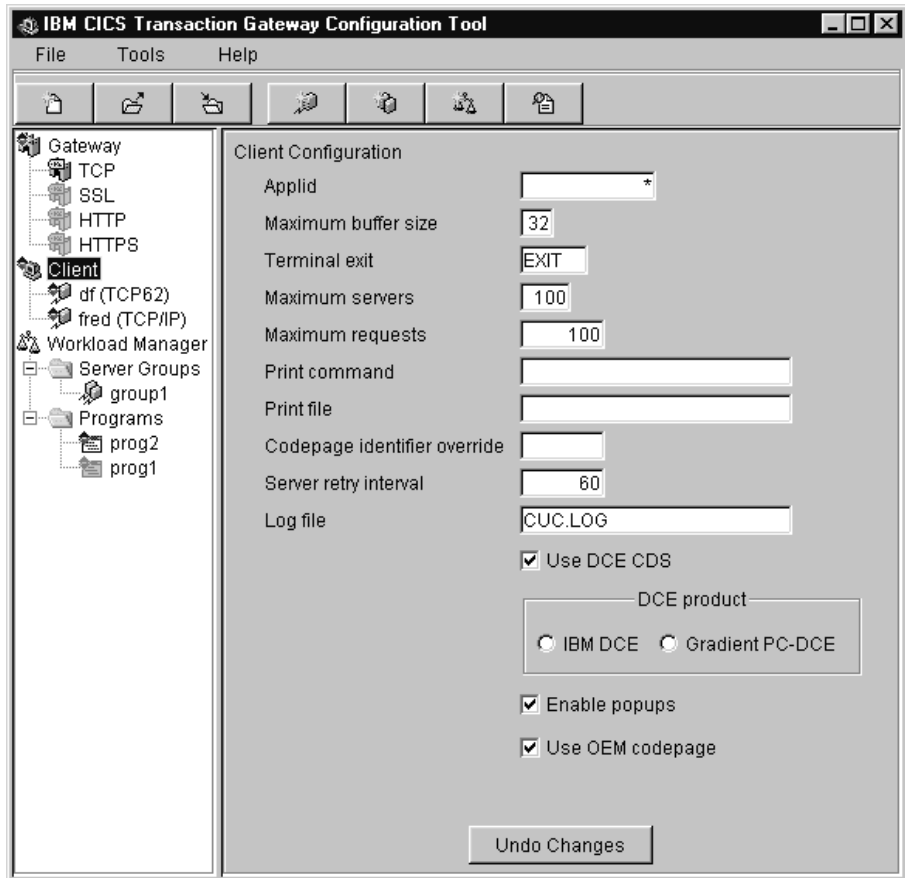 IBM CICS Transaction Gateway Configuration Tool
File Tools Help
Gateway
TCP
SSL
HTTP
HTTPS
Client
df (TCP62)
fred (TCP/IP)
Workload Manager
Server Groups
group1
Programs
prog2
prog1
Client Configuration
Applid *
Maximum buffer size 32
Terminal exit EXIT
Maximum servers 100
Maximum requests 100
Print command
Print file
Codepage identifier override
Server retry interval 60
Log file CUC.LOG
Use DCE CDS
DCE product
IBM DCE Gradient PC-DCE
Enable popups
Use OEM codepage
Undo Changes